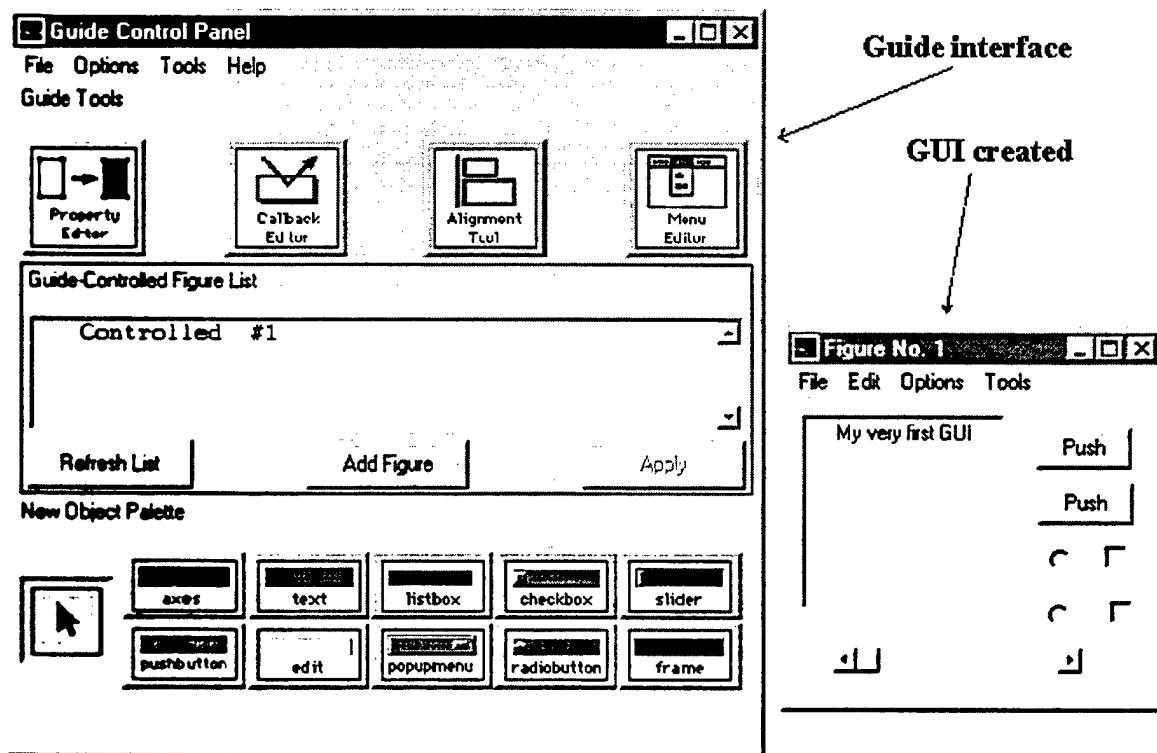 Guide Control Panel
File Options Tools Help
Guide Tools
Property Editor
Callback Editor
Alignment Tool
Menu Editor
Guide-Controlled Figure List
Controlled #1
Refresh List Add Figure Apply
New Object Palette
axes text listbox checkbox slider
pushbutton edit popupmenu radiobutton frame
Guide interface
GUI created
Figure No. 1
File Edit Options Tools
My very first GUI
Push
Push